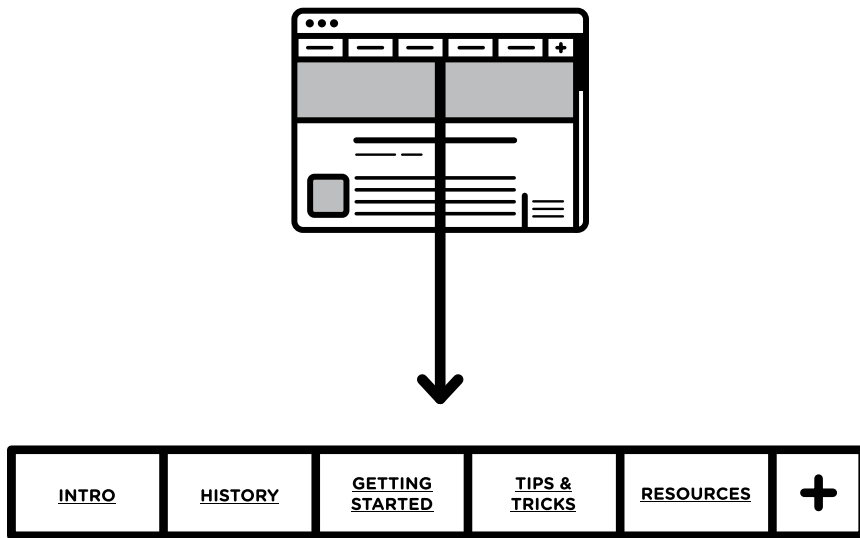 INTRO
HISTORY
GETTING
STARTED
TIPS &
TRICKS
RESOURCES
+